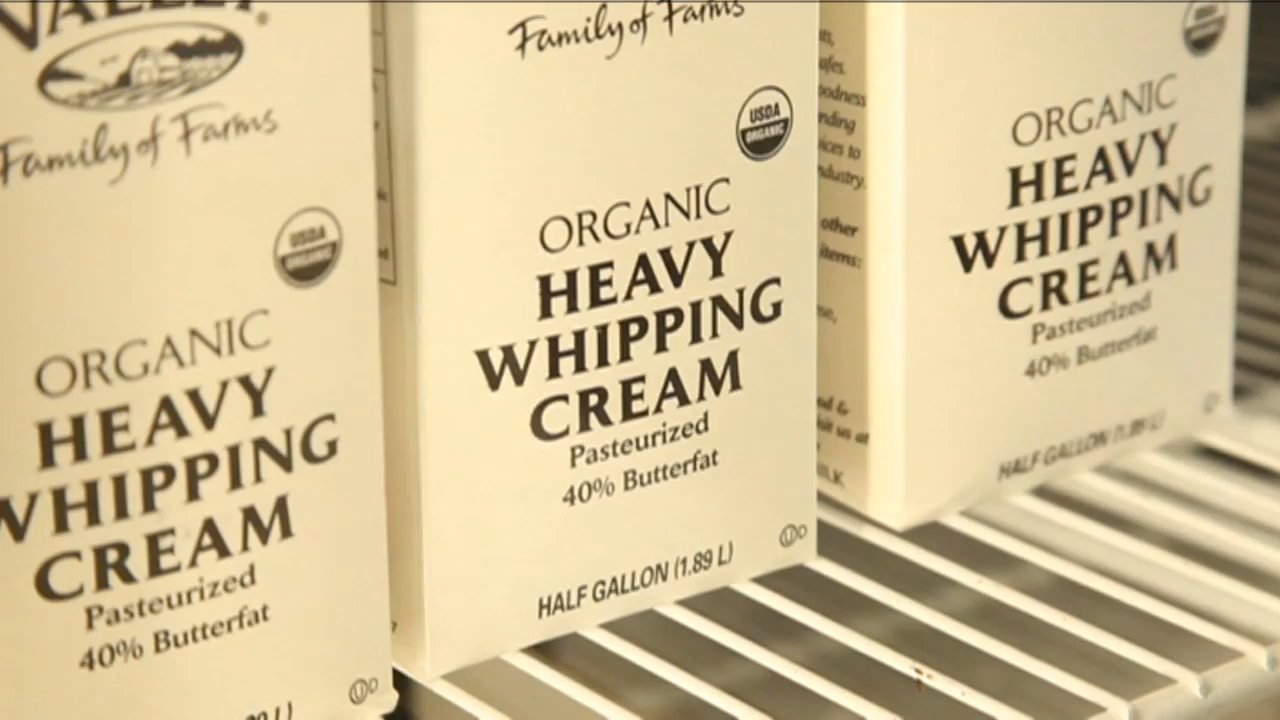 VALLEY
Family of Farms
USDA
ORGANIC
ORGANIC
HEAVY
WHIPPING
CREAM
Pasteurized
40% Butterfat
Family of Farms
USDA
ORGANIC
ORGANIC
HEAVY
WHIPPING
CREAM
Pasteurized
40% Butterfat
HALF GALLON (1.89 L)
other
items:
ORGANIC
HEAVY
WHIPPING
CREAM
Pasteurized
40% Butterfat
HALF GALLON (1.89 L)